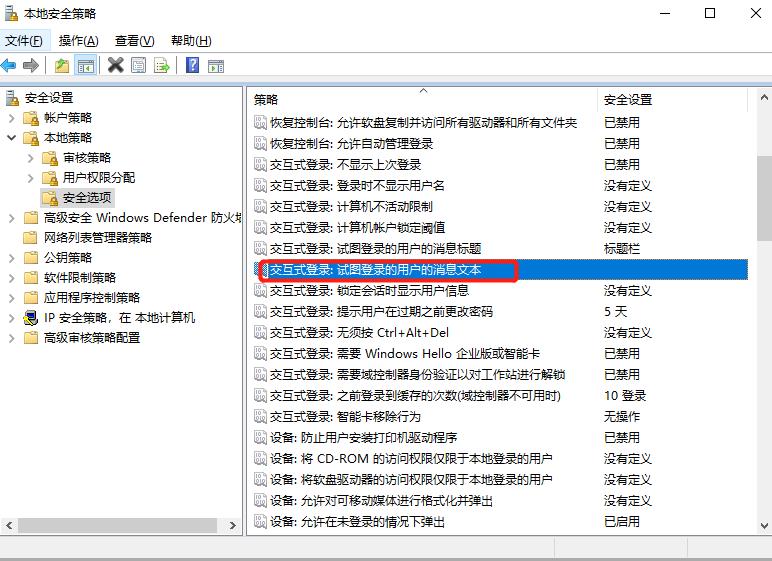 本地安全策略
文件(F) 操作(A) 查看(V) 帮助(H)
安全设置
帐户策略
本地策略
审核策略
用户权限分配
安全选项
高级安全 Windows Defender 防火墙
网络列表管理器策略
公钥策略
软件限制策略
应用程序控制策略
IP 安全策略，在 本地计算机
高级审核策略配置
策略 安全设置
恢复控制台: 允许软盘复制并访问所有驱动器和所有文件夹 已禁用
恢复控制台: 允许自动管理登录 已禁用
交互式登录: 不显示上次登录 已禁用
交互式登录: 登录时不显示用户名 没有定义
交互式登录: 计算机不活动限制 没有定义
交互式登录: 计算机帐户锁定阈值 没有定义
交互式登录: 试图登录的用户的消息标题 标题栏
交互式登录: 试图登录的用户的消息文本
交互式登录: 锁定会话时显示用户信息 没有定义
交互式登录: 提示用户在过期之前更改密码 5 天
交互式登录: 无须按 Ctrl+Alt+Del 没有定义
交互式登录: 需要 Windows Hello 企业版或智能卡 已禁用
交互式登录: 需要域控制器身份验证以对工作站进行解锁 已禁用
交互式登录: 之前登录到缓存的次数(域控制器不可用时) 10 登录
交互式登录: 智能卡移除行为 无操作
设备: 防止用户安装打印机驱动程序 已禁用
设备: 将 CD-ROM 的访问权限仅限于本地登录的用户 没有定义
设备: 将软盘驱动器的访问权限仅限于本地登录的用户 没有定义
设备: 允许对可移动媒体进行格式化并弹出 没有定义
设备: 允许在未登录的情况下弹出 已启用